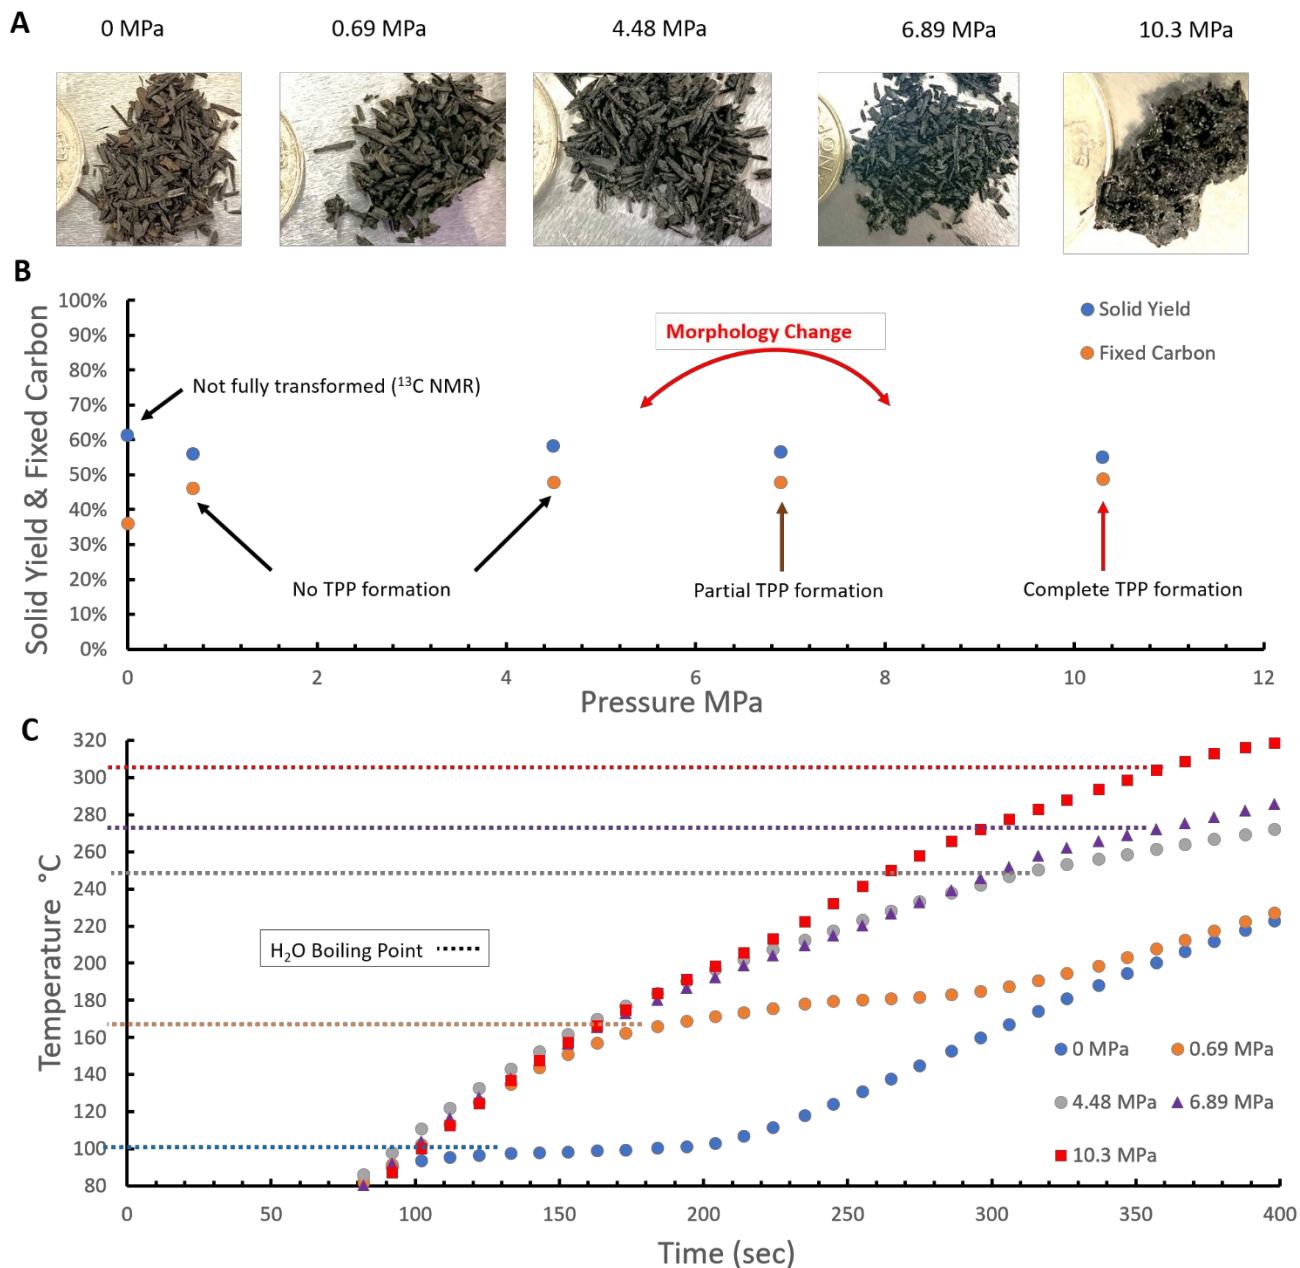 A
0 MPa
0.69 MPa
4.48 MPa
6.89 MPa
10.3 MPa
B
100%
90%
80%
70%
60%
50%
40%
30%
20%
10%
0%
Solid Yield & Fixed Carbon
Solid Yield
Fixed Carbon
Morphology Change
Not fully transformed (¹³C NMR)
No TPP formation
Partial TPP formation
Complete TPP formation
0 2 4 6 8 10 12
Pressure MPa
C
320
300
280
260
240
220
200
180
160
140
120
100
80
Temperature °C
H₂O Boiling Point
0 MPa
0.69 MPa
4.48 MPa
6.89 MPa
10.3 MPa
0 50 100 150 200 250 300 350 400
Time (sec)